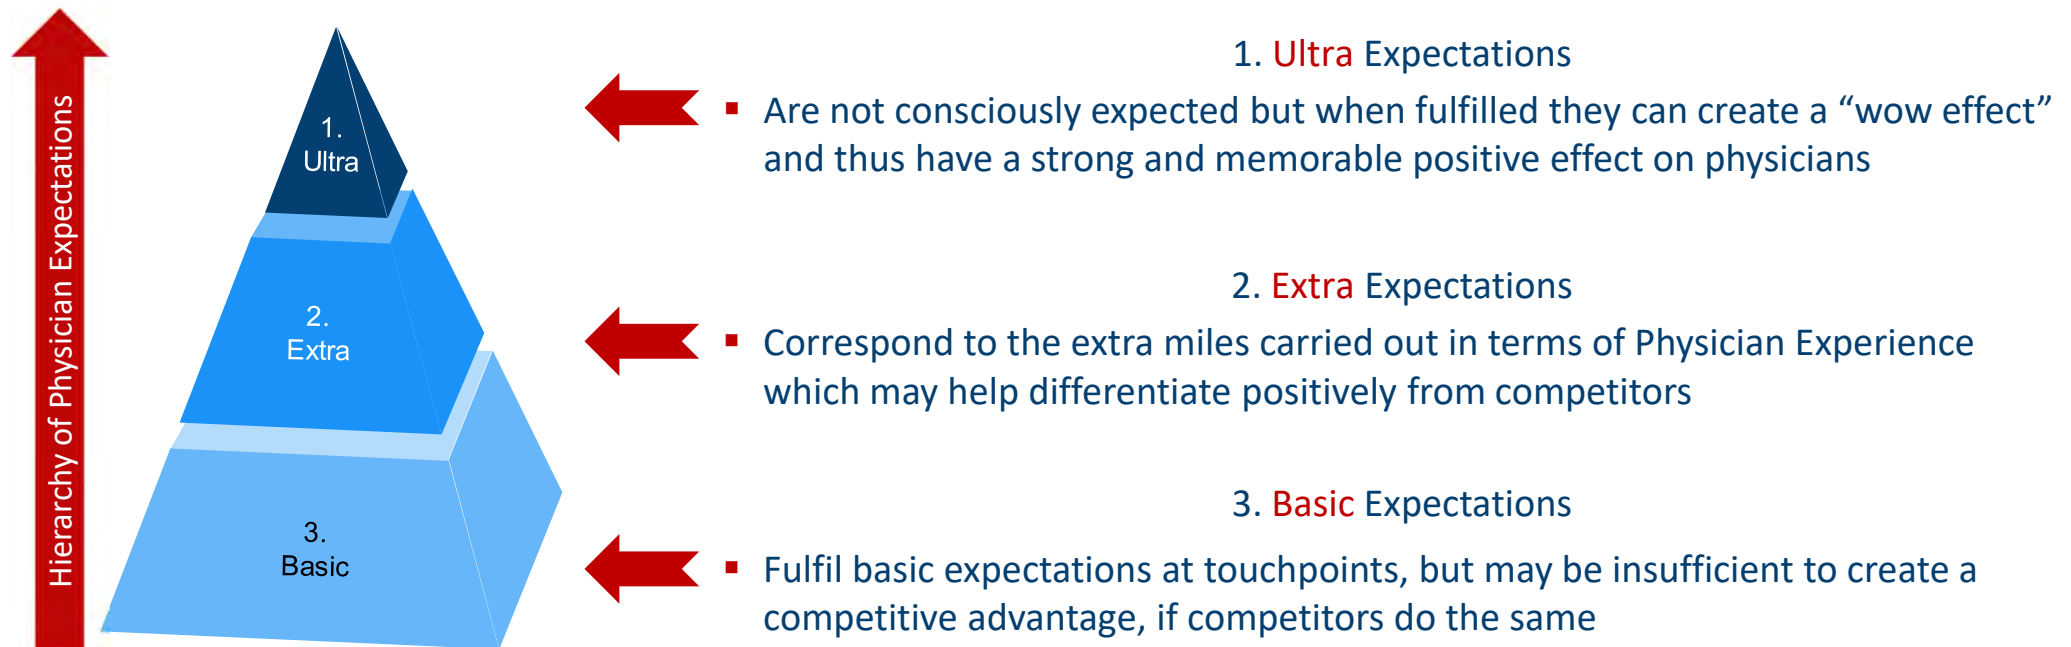 Hierarchy of Physician Expectations
1.
Ultra
2.
Extra
3.
Basic
1. Ultra Expectations
▪ Are not consciously expected but when fulfilled they can create a “wow effect”
and thus have a strong and memorable positive effect on physicians
2. Extra Expectations
▪ Correspond to the extra miles carried out in terms of Physician Experience
which may help differentiate positively from competitors
3. Basic Expectations
▪ Fulfil basic expectations at touchpoints, but may be insufficient to create a
competitive advantage, if competitors do the same